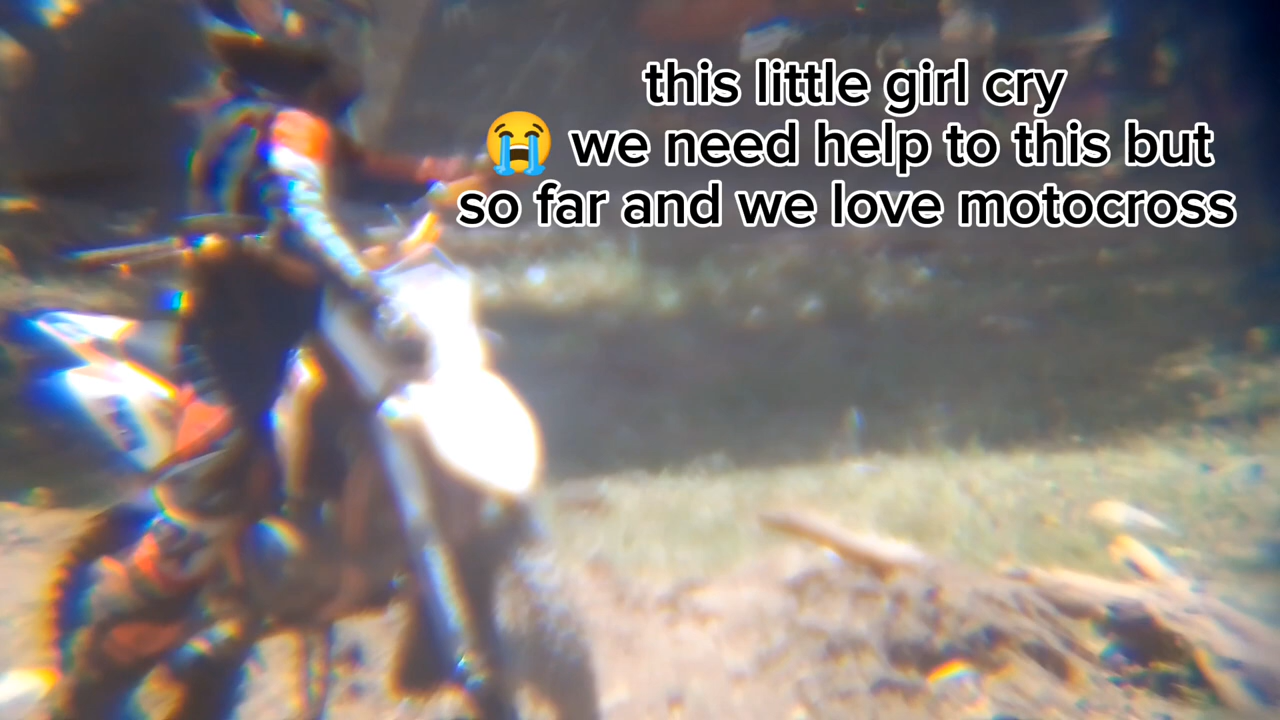 this little girl cry
😭 we need help to this but
so far and we love motocross